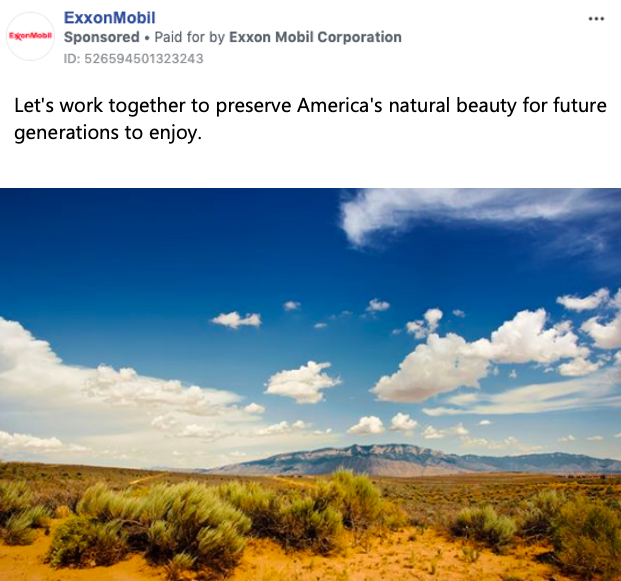 ExxonMobil
ExxonMobil
Sponsored • Paid for by Exxon Mobil Corporation
ID: 526594501323243
Let's work together to preserve America's natural beauty for future
generations to enjoy.